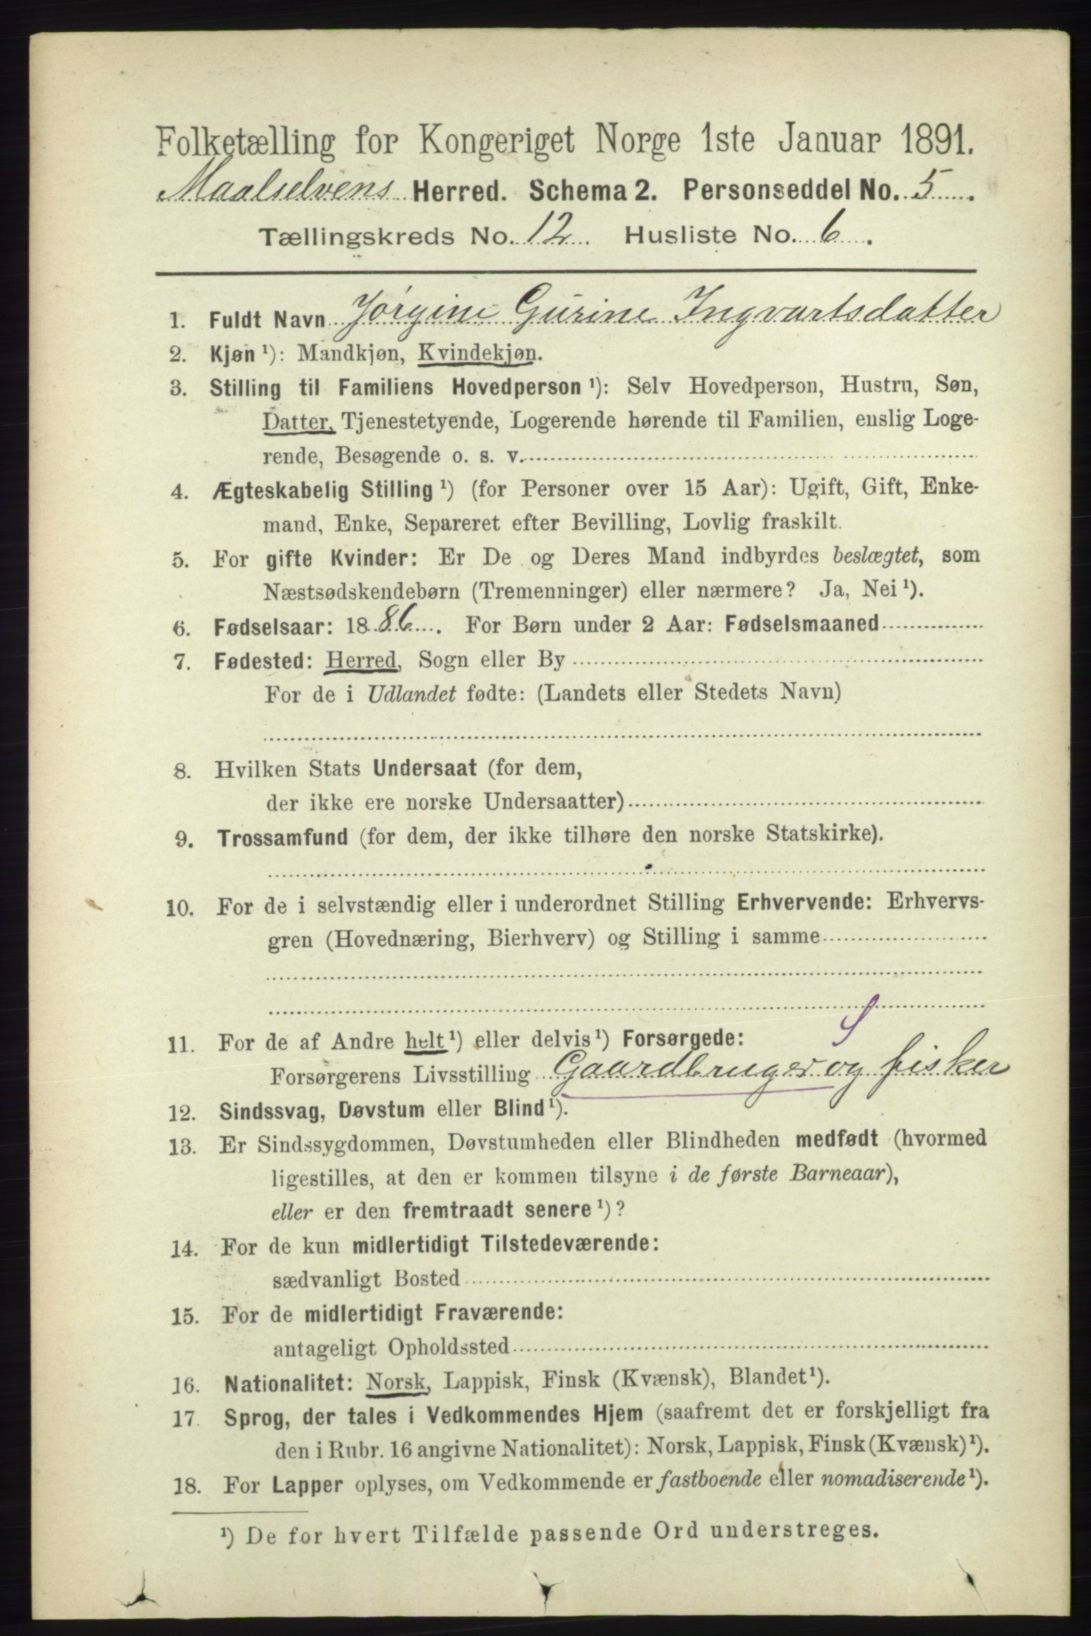 Folketælling for Kongeriget Norge 1ste Januar 1891.
Maalselvens Herred. Schema 2. Personseddel No. 5.
Tællingskreds No. 12. Husliste No. 6.
1. Fuldt Navn Jørgine Gurine Ingvartsdatter
2. Kjøn ¹): Mandkjøn, Kvindekjøn.
3. Stilling til Familiens Hovedperson ¹): Selv Hovedperson, Hustru, Søn,
Datter, Tjenestetyende, Logerende hørende til Familien, enslig Loge-
rende, Besøgende o. s. v.
4. Ægteskabelig Stilling ¹) (for Personer over 15 Aar): Ugift, Gift, Enke-
mand, Enke, Separeret efter Bevilling, Lovlig fraskilt.
5. For gifte Kvinder: Er De og Deres Mand indbyrdes beslægtet, som
Næstsødskendebørn (Tremenninger) eller nærmere? Ja, Nei ¹).
6. Fødselsaar: 1886. For Børn under 2 Aar: Fødselsmaaned
7. Fødested: Herred, Sogn eller By
For de i Udlandet fødte: (Landets eller Stedets Navn)
8. Hvilken Stats Undersaat (for dem,
der ikke ere norske Undersaatter)
9. Trossamfund (for dem, der ikke tilhøre den norske Statskirke).
10. For de i selvstændig eller i underordnet Stilling Erhvervende: Erhvervs-
gren (Hovednæring, Bierhverv) og Stilling i samme
11. For de af Andre helt ¹) eller delvis ¹) Forsørgede:
Forsørgerens Livsstilling Gaardbruger og fisker
12. Sindssvag, Døvstum eller Blind ¹).
13. Er Sindssygdommen, Døvstumheden eller Blindheden medfødt (hvormed
ligestilles, at den er kommen tilsyne i de første Barneaar),
eller er den fremtraadt senere ¹)?
14. For de kun midlertidigt Tilstedeværende:
sædvanligt Bosted
15. For de midlertidigt Fraværende:
antageligt Opholdssted
16. Nationalitet: Norsk, Lappisk, Finsk (Kvænsk), Blandet ¹).
17. Sprog, der tales i Vedkommendes Hjem (saafremt det er forskjelligt fra
den i Rubr. 16 angivne Nationalitet): Norsk, Lappisk, Finsk (Kvænsk) ¹).
18. For Lapper oplyses, om Vedkommende er fastboende eller nomadiserende ¹).
¹) De for hvert Tilfælde passende Ord understreges.